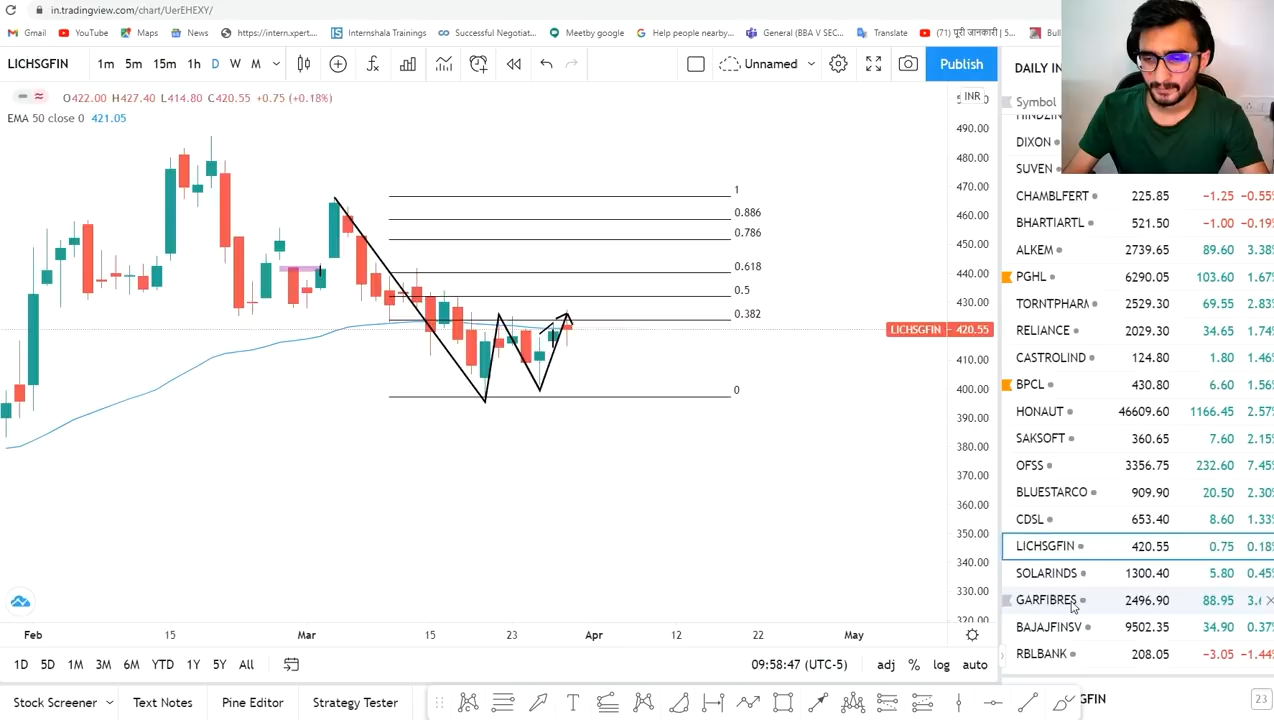 in.tradingview.com/chart/UerEHEXY/
Gmail YouTube Maps News https://intern.xpert.... Internshala Trainings Successful Negotiat... Meetby google Help people nearby... General (BBA V SEC... Translate (71) पूरी जानकारी | 5...
LICHSGFIN 1m 5m 15m 1h D W M Unnamed Publish
DAILY IN
O422.00 H427.40 L414.80 C420.55 +0.75 (+0.18%)
INR
Symbol
EMA 50 close 0 421.05
490.00
480.00
470.00
460.00
450.00
440.00
430.00
410.00
400.00
390.00
380.00
370.00
360.00
350.00
340.00
330.00
320.00
1
0.886
0.786
0.618
0.5
0.382
0
LICHSGFIN 420.55
HINDZIN
DIXON
SUVEN
CHAMBLFERT 225.85 −1.25 −0.55%
BHARTIARTL 521.50 −1.00 −0.19%
ALKEM 2739.65 89.60 3.38%
PGHL 6290.05 103.60 1.67%
TORNTPHARM 2529.30 69.55 2.83%
RELIANCE 2029.30 34.65 1.74%
CASTROLIND 124.80 1.80 1.46%
BPCL 430.80 6.60 1.56%
HONAUT 46609.60 1166.45 2.57%
SAKSOFT 360.65 7.60 2.15%
OFSS 3356.75 232.60 7.45%
BLUESTARCO 909.90 20.50 2.30%
CDSL 653.40 8.60 1.33%
LICHSGFIN 420.55 0.75 0.18%
SOLARINDS 1300.40 5.80 0.45%
GARFIBRES 2496.90 88.95 3.6
BAJAJFINSV 9502.35 34.90 0.37%
RBLBANK 208.05 −3.05 −1.44%
Feb 15 Mar 15 23 Apr 12 22 May
1D 5D 1M 3M 6M YTD 1Y 5Y All 09:58:47 (UTC-5) adj % log auto
Stock Screener Text Notes Pine Editor Strategy Tester
GFIN 23